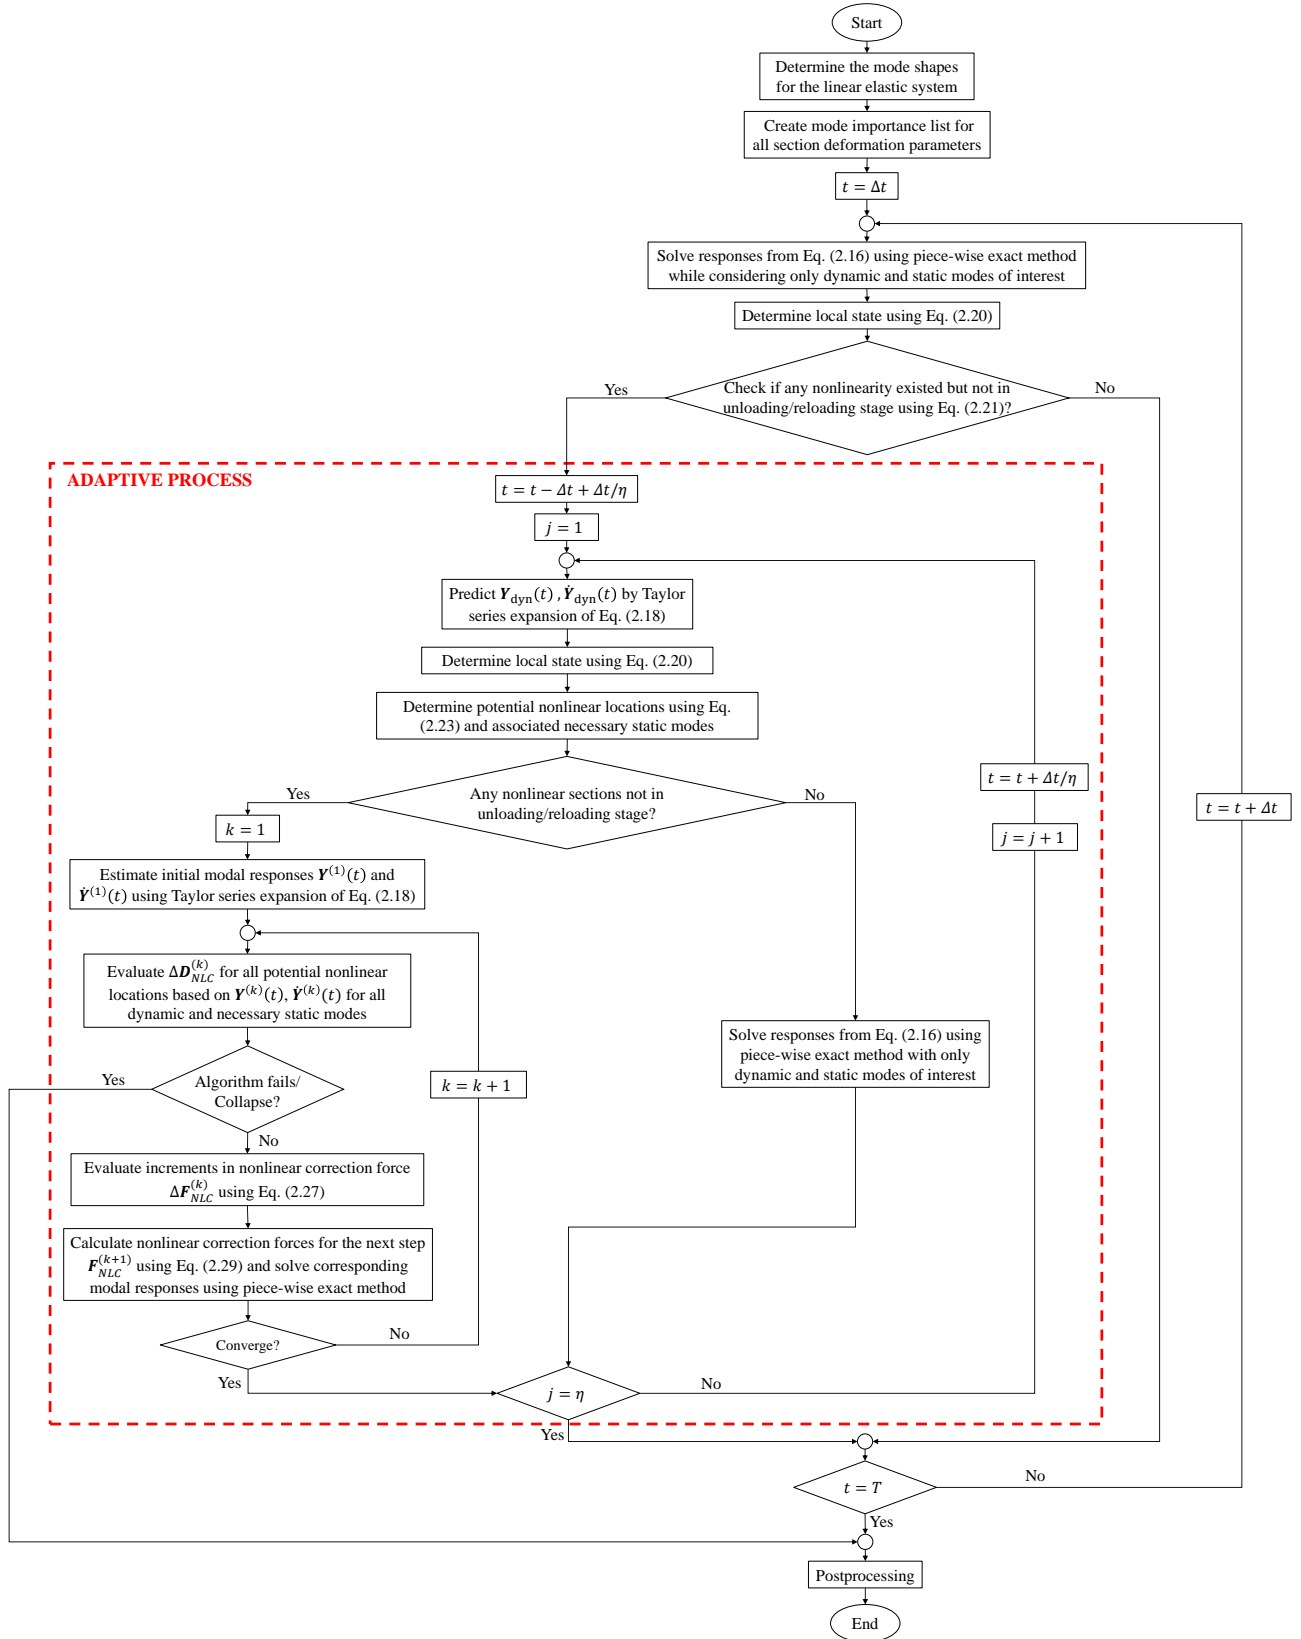 Start
Determine the mode shapes
for the linear elastic system
Create mode importance list for
all section deformation parameters
t = Δt
Solve responses from Eq. (2.16) using piece-wise exact method
while considering only dynamic and static modes of interest
Determine local state using Eq. (2.20)
Check if any nonlinearity existed but not in
unloading/reloading stage using Eq. (2.21)?
Yes
No
ADAPTIVE PROCESS
t = t − Δt + Δt/η
j = 1
Predict Y_dyn(t) , Ẏ_dyn(t) by Taylor
series expansion of Eq. (2.18)
Determine local state using Eq. (2.20)
Determine potential nonlinear locations using Eq.
(2.23) and associated necessary static modes
Any nonlinear sections not in
unloading/reloading stage?
Yes
No
k = 1
Estimate initial modal responses Y^(1)(t) and
Ẏ^(1)(t) using Taylor series expansion of Eq. (2.18)
Evaluate ΔD_NLC^(k) for all potential nonlinear
locations based on Y^(k)(t), Ẏ^(k)(t) for all
dynamic and necessary static modes
Algorithm fails/
Collapse?
Yes
No
Evaluate increments in nonlinear correction force
ΔF_NLC^(k) using Eq. (2.27)
Calculate nonlinear correction forces for the next step
F_NLC^(k+1) using Eq. (2.29) and solve corresponding
modal responses using piece-wise exact method
Converge?
No
Yes
k = k + 1
Solve responses from Eq. (2.16) using
piece-wise exact method with only
dynamic and static modes of interest
j = η
No
Yes
j = j + 1
t = t + Δt/η
t = T
No
Yes
t = t + Δt
Postprocessing
End